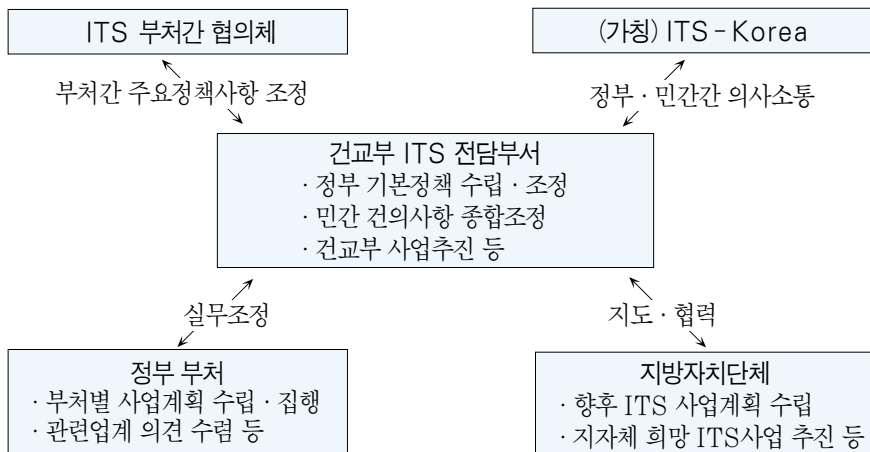 ITS 부처간 협의체
(가칭) ITS - Korea
부처간 주요정책사항 조정
정부 · 민간간 의사소통
건교부 ITS 전담부서
· 정부 기본정책 수립 · 조정
· 민간 건의사항 종합조정
· 건교부 사업추진 등
실무조정
지도 · 협력
정부 부처
· 부처별 사업계획 수립 · 집행
· 관련업계 의견 수렴 등
지방자치단체
· 향후 ITS 사업계획 수립
· 지자체 희망 ITS사업 추진 등